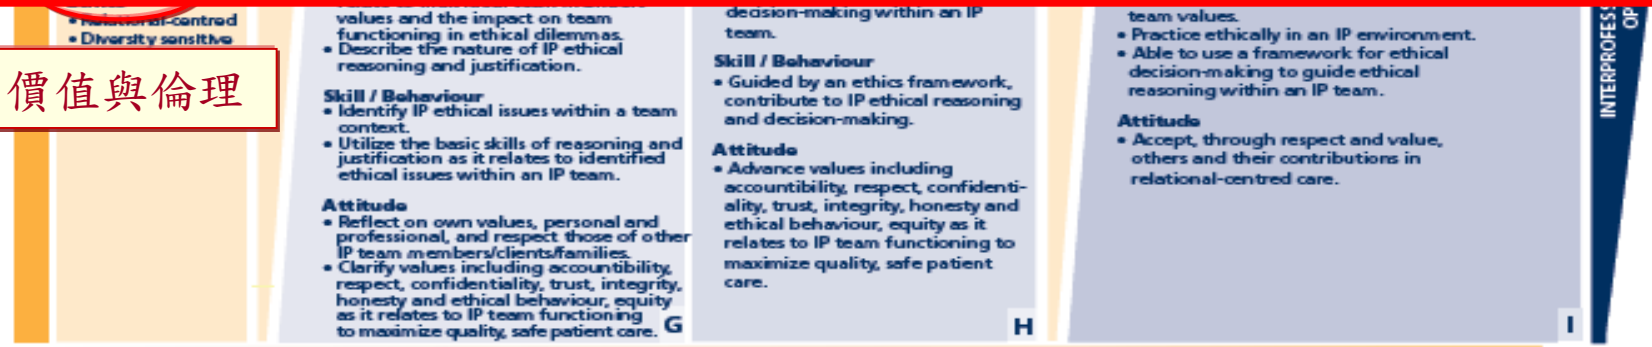 Relational-centred
• Diversity sensitive
價值與倫理
values and the impact on team
functioning in ethical dilemmas.
• Describe the nature of IP ethical
reasoning and justification.
Skill / Behaviour
• Identify IP ethical issues within a team
context.
• Utilize the basic skills of reasoning and
justification as it relates to identified
ethical issues within an IP team.
Attitude
• Reflect on own values, personal and
professional, and respect those of other
IP team members/clients/families.
• Clarify values including accountibility,
respect, confidentiality, trust, integrity,
honesty and ethical behaviour, equity
as it relates to IP team functioning
to maximize quality, safe patient care.
G
decision-making within an IP
team.
Skill / Behaviour
• Guided by an ethics framework,
contribute to IP ethical reasoning
and decision-making.
Attitude
• Advance values including
accountibility, respect, confidenti-
ality, trust, integrity, honesty and
ethical behaviour, equity as it
relates to IP team functioning to
maximize quality, safe patient
care.
H
team values.
• Practice ethically in an IP environment.
• Able to use a framework for ethical
decision-making to guide ethical
reasoning within an IP team.
Attitude
• Accept, through respect and value,
others and their contributions in
relational-centred care.
I